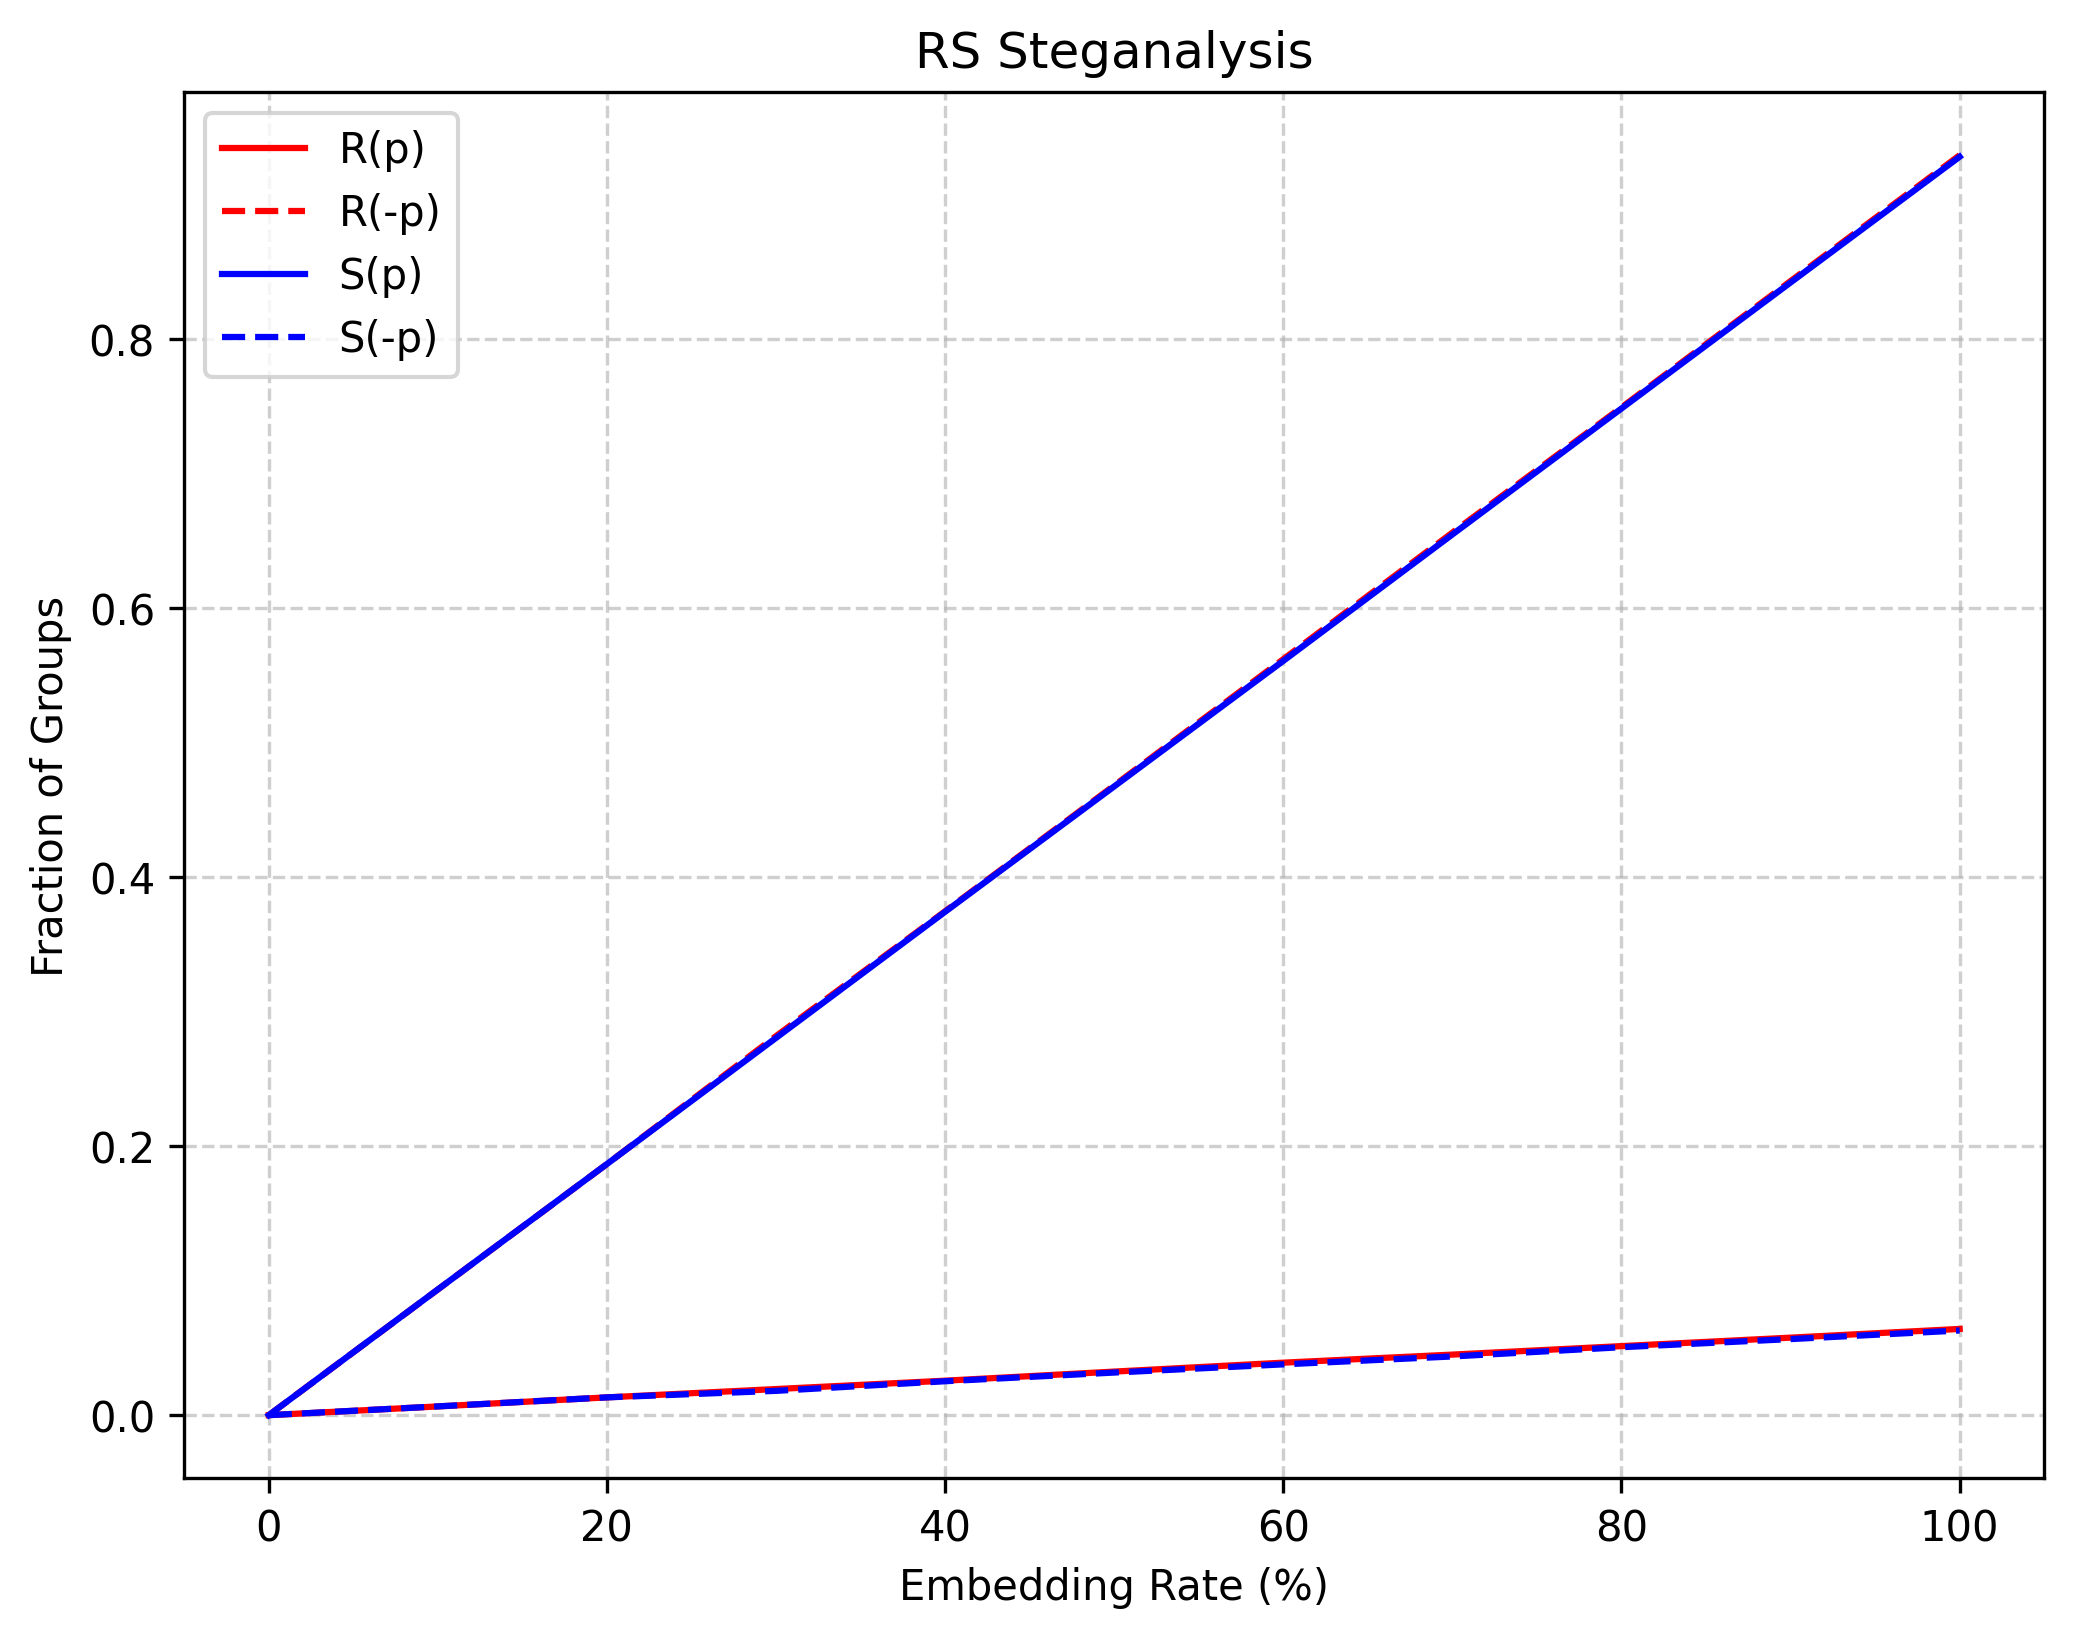 RS Steganalysis
R(p)
R(-p)
S(p)
S(-p)
Fraction of Groups
0.8
0.6
0.4
0.2
0.0
0 20 40 60 80 100
Embedding Rate (%)